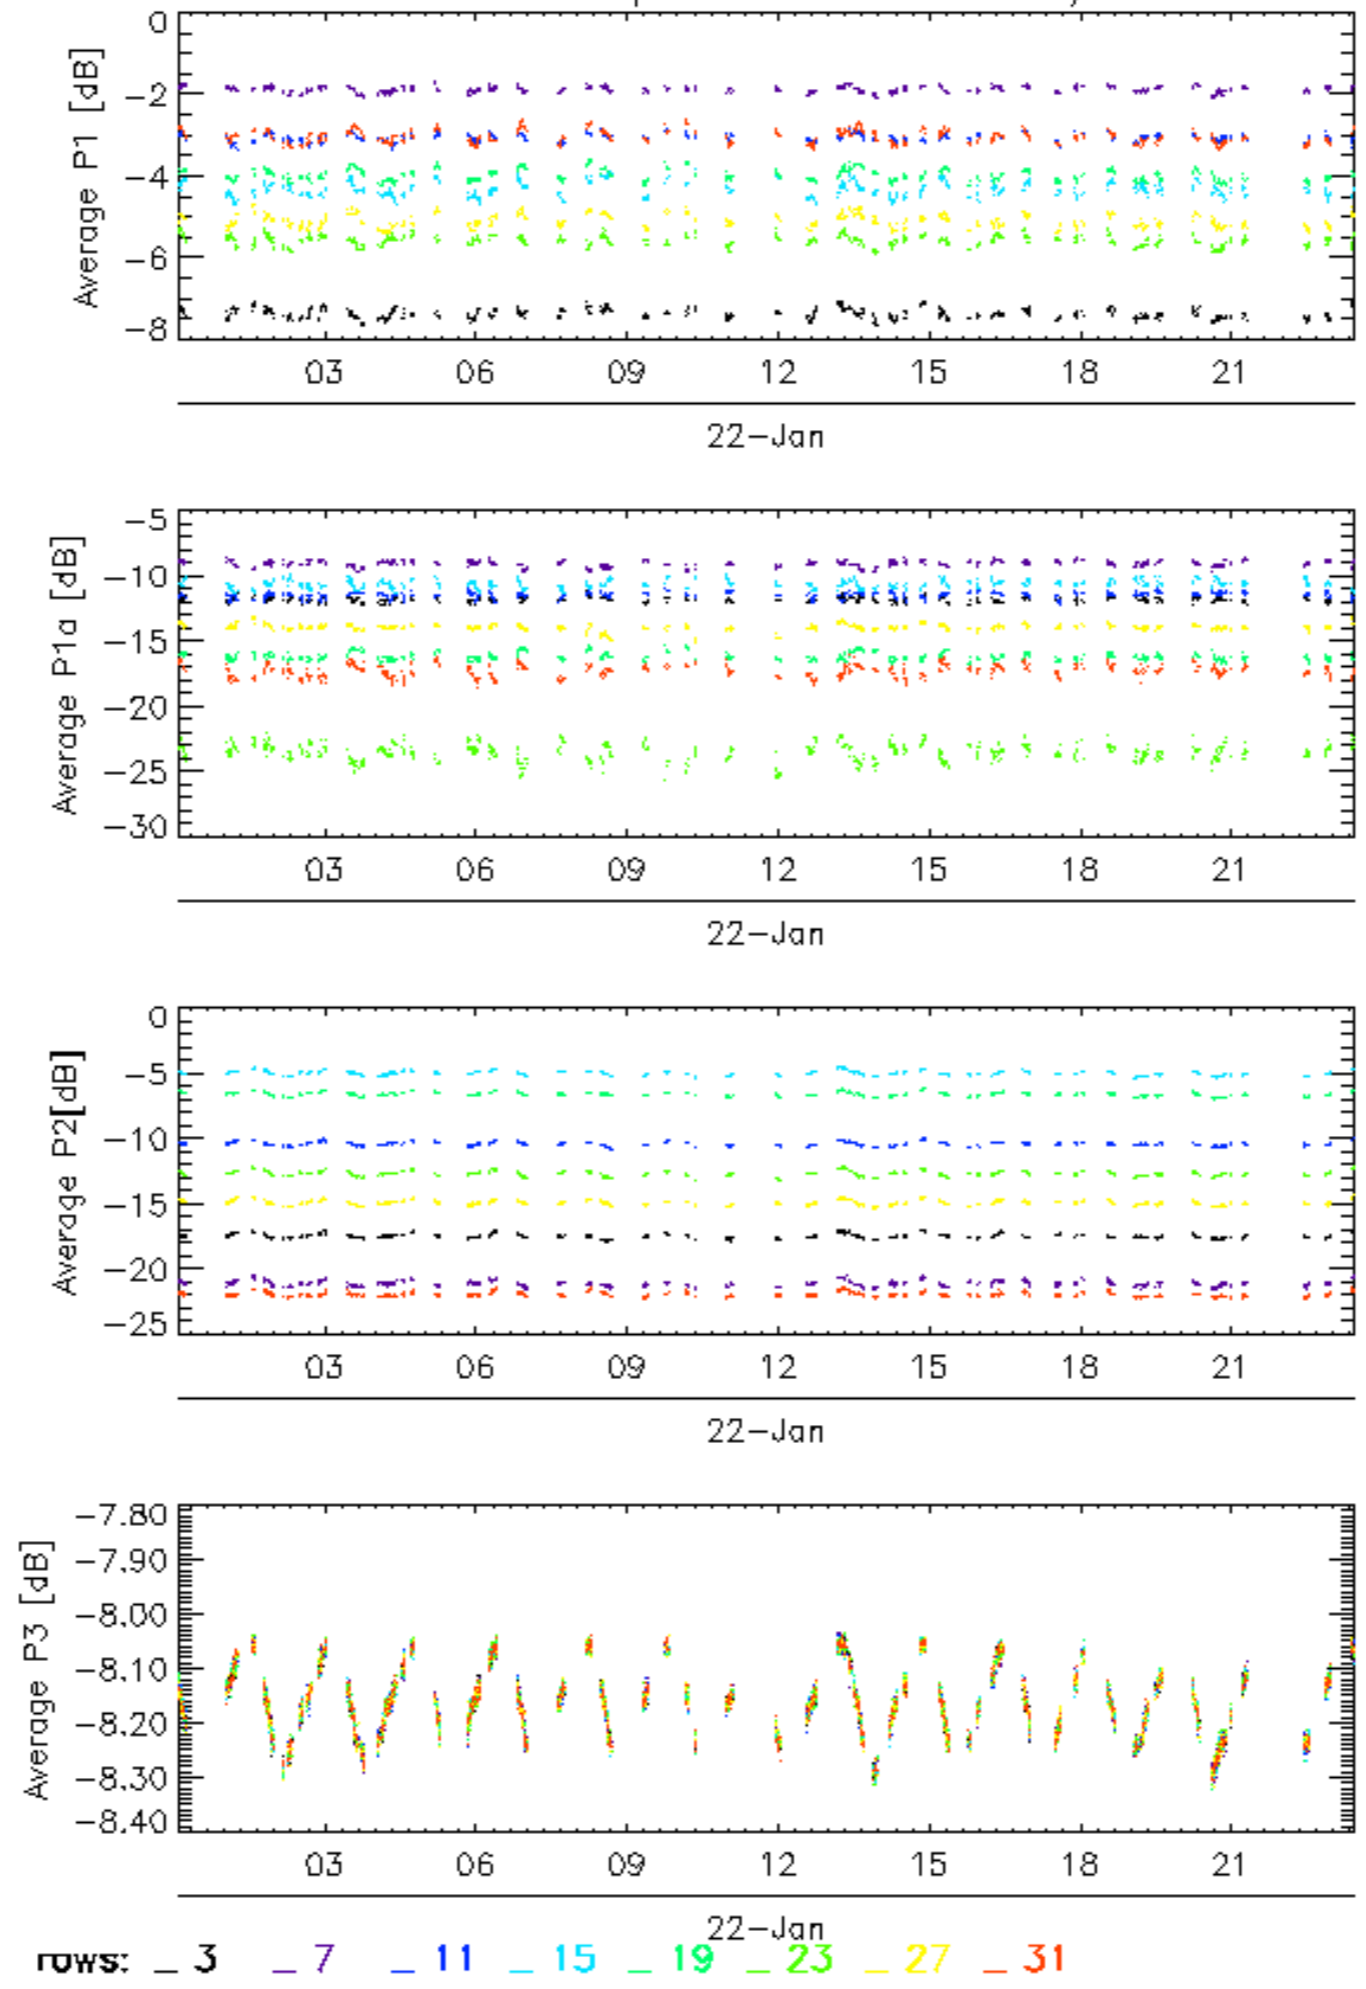 Average P1 [dB]
0
−2
−4
−6
−8
03 06 09 12 15 18 21
22−Jan
Average P1a [dB]
−5
−10
−15
−20
−25
−30
03 06 09 12 15 18 21
22−Jan
Average P2[dB]
0
−5
−10
−15
−20
−25
03 06 09 12 15 18 21
22−Jan
Average P3 [dB]
−7.80
−7.90
−8.00
−8.10
−8.20
−8.30
−8.40
03 06 09 12 15 18 21
22−Jan
rows: _ 3 _ 7 _ 11 _ 15 _ 19 _ 23 _ 27 _ 31